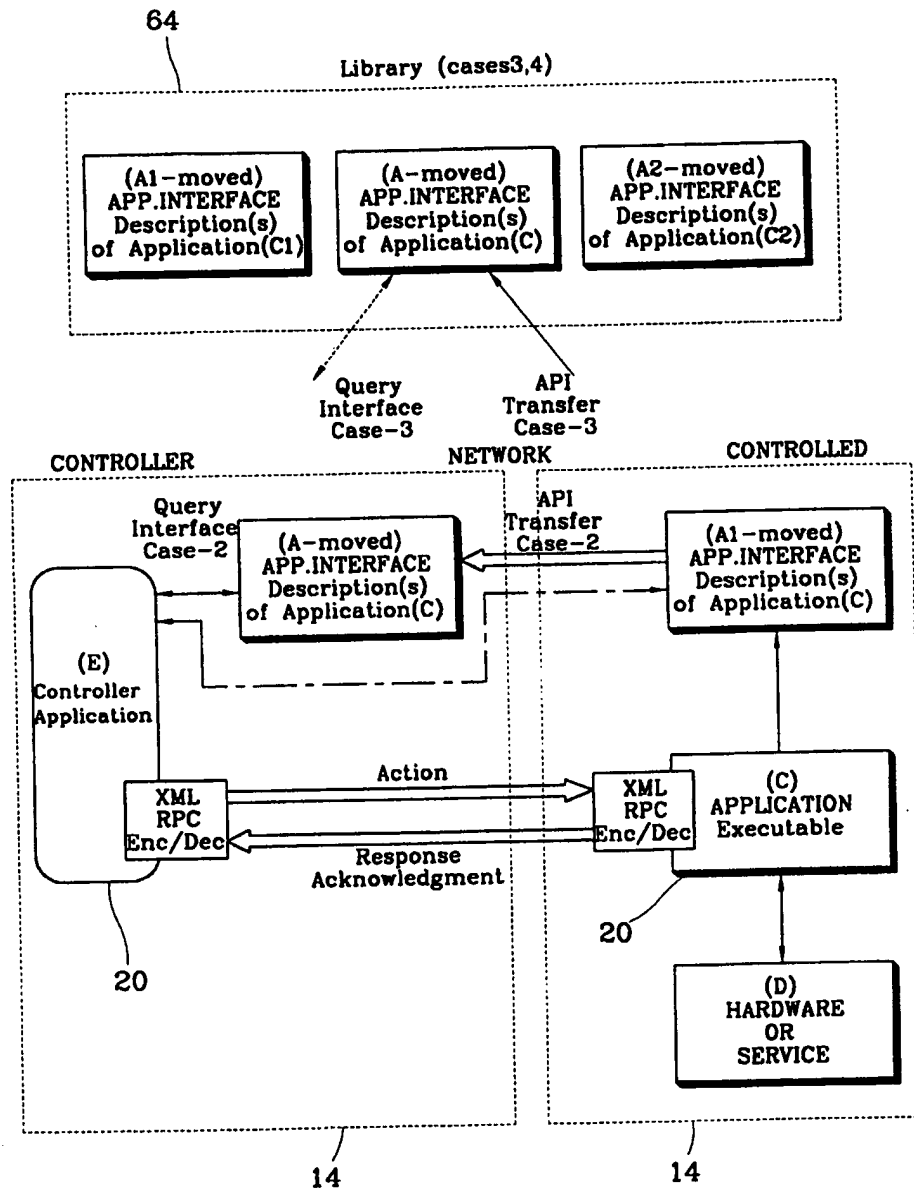 64
Library (cases3,4)
(A1-moved)
APP.INTERFACE
Description(s)
of Application(C1)
(A-moved)
APP.INTERFACE
Description(s)
of Application(C)
(A2-moved)
APP.INTERFACE
Description(s)
of Application(C2)
Query
Interface
Case-3
API
Transfer
Case-3
CONTROLLER
NETWORK
CONTROLLED
Query
Interface
Case-2
(A-moved)
APP.INTERFACE
Description(s)
of Application(C)
API
Transfer
Case-2
(A1-moved)
APP.INTERFACE
Description(s)
of Application(C)
(E)
Controller
Application
XML
RPC
Enc/Dec
Action
Response
Acknowledgment
XML
RPC
Enc/Dec
(C)
APPLICATION
Executable
20
20
(D)
HARDWARE
OR
SERVICE
14
14